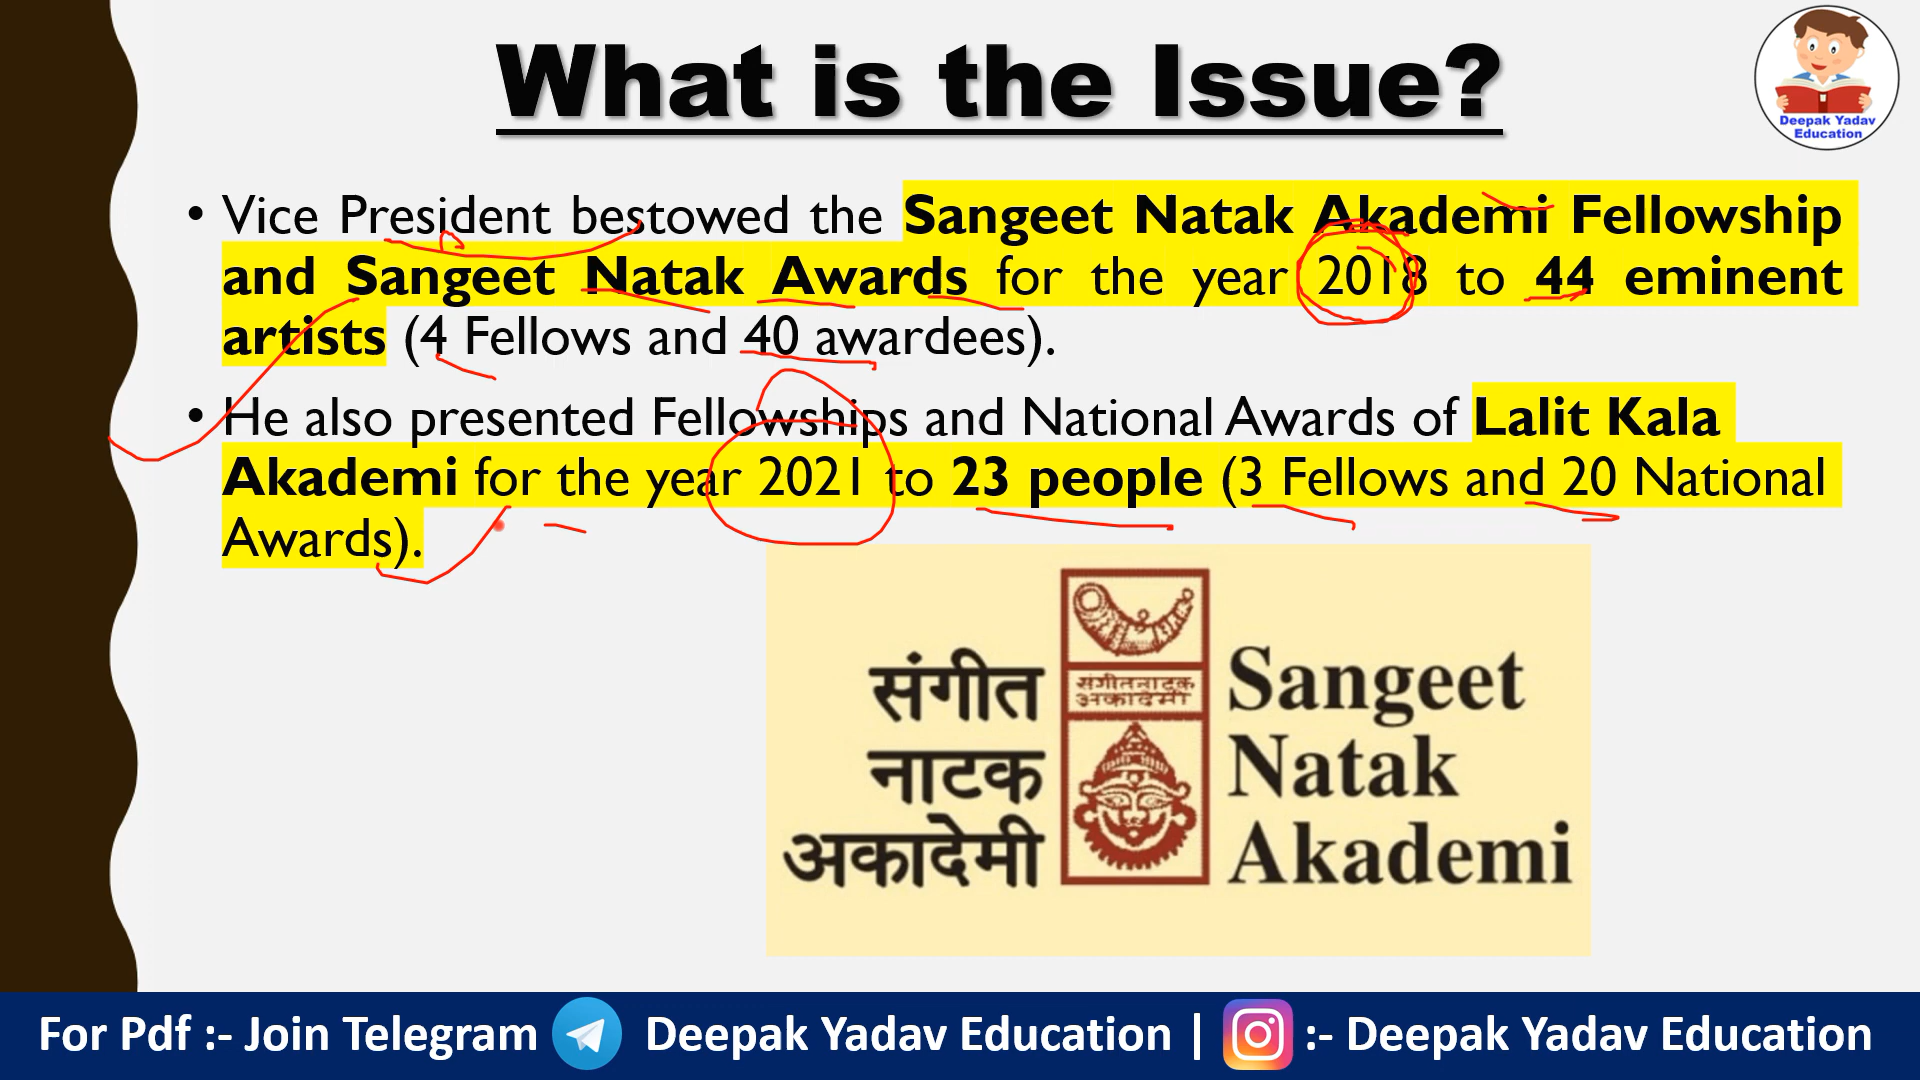 What is the Issue?
Deepak Yadav
Education
• Vice President bestowed the Sangeet Natak Akademi Fellowship
and Sangeet Natak Awards for the year 2018 to 44 eminent
artists (4 Fellows and 40 awardees).
• He also presented Fellowships and National Awards of Lalit Kala
Akademi for the year 2021 to 23 people (3 Fellows and 20 National
Awards).
संगीत
नाटक
अकादेमी
संगीतनाटक
अकादेमी
Sangeet
Natak
Akademi
For Pdf :- Join Telegram Deepak Yadav Education | :- Deepak Yadav Education